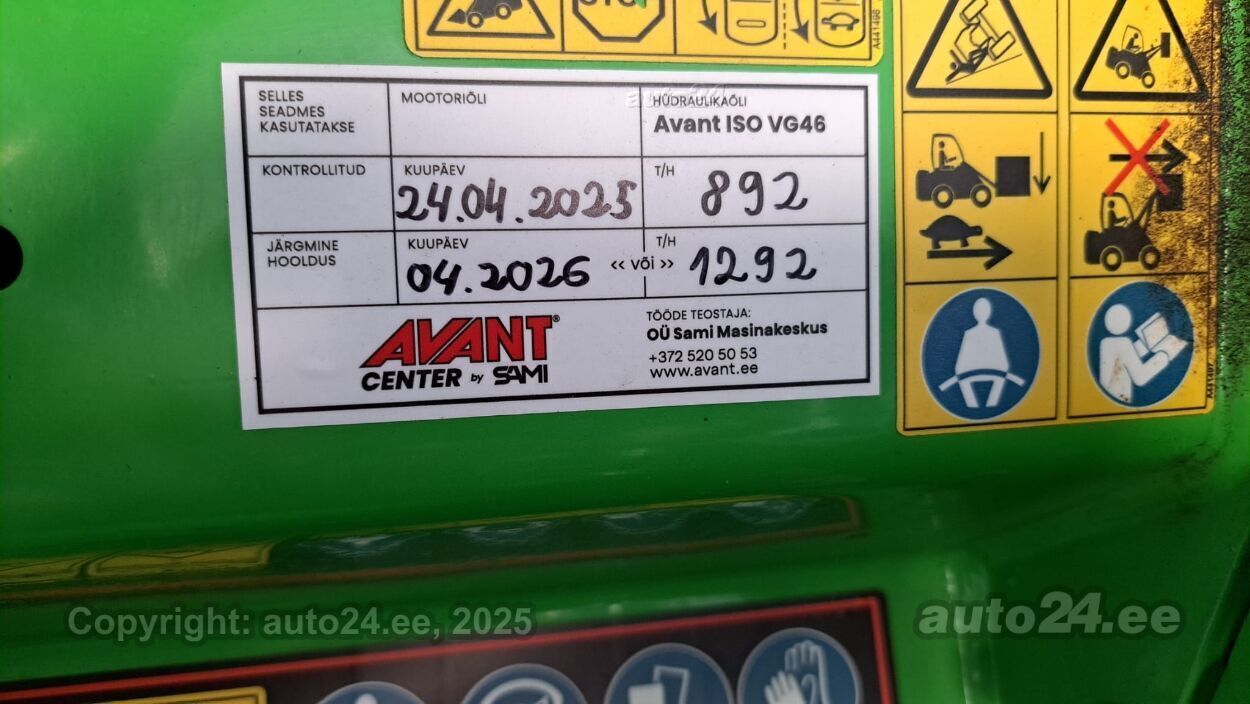 A441498
SELLES
SEADMES
KASUTATAKSE
MOOTORIÕLI
HÜDRAULIKAÕLI
Avant ISO VG46
KONTROLLITUD
KUUPÄEV
24.04.2025
T/H
892
JÄRGMINE
HOOLDUS
KUUPÄEV
04.2026
<< või >>
T/H
1292
AVANT®
CENTER by SAMI
TÖÖDE TEOSTAJA:
OÜ Sami Masinakeskus
+372 520 50 53
www.avant.ee
A441497
Copyright: auto24.ee, 2025
auto24.ee